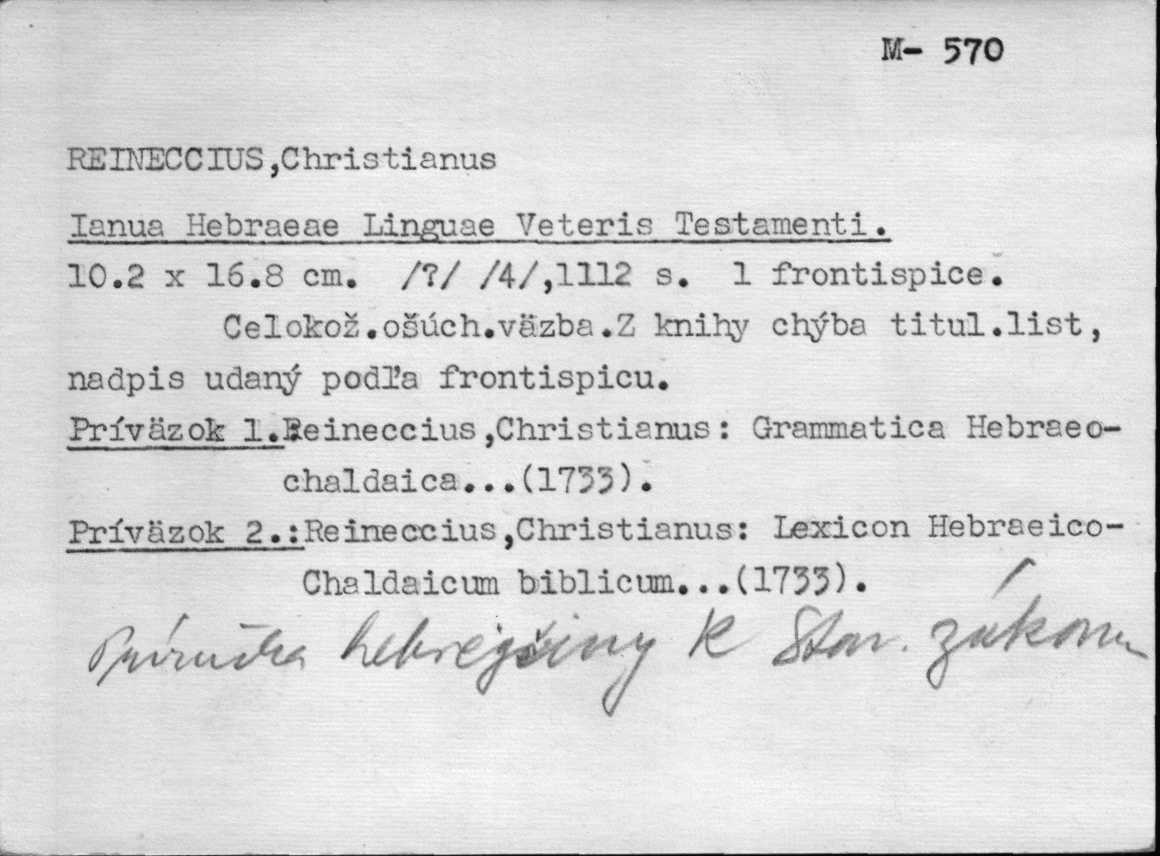 M- 570
REINECCIUS,Christianus
Ianua Hebraeae Linguae Veteris Testamenti.
10.2 x 16.8 cm. /?/ /4/,1112 s. 1 frontispice.
Celokož.ošúch.väzba.Z knihy chýba titul.list,
nadpis udaný podľa frontispicu.
Príväzok 1.:Reineccius,Christianus: Grammatica Hebraeo-
chaldaica...(1733).
Príväzok 2.:Reineccius,Christianus: Lexicon Hebraeico-
Chaldaicum biblicum...(1733).
Príručka hebrejčiny k Star. zákonu